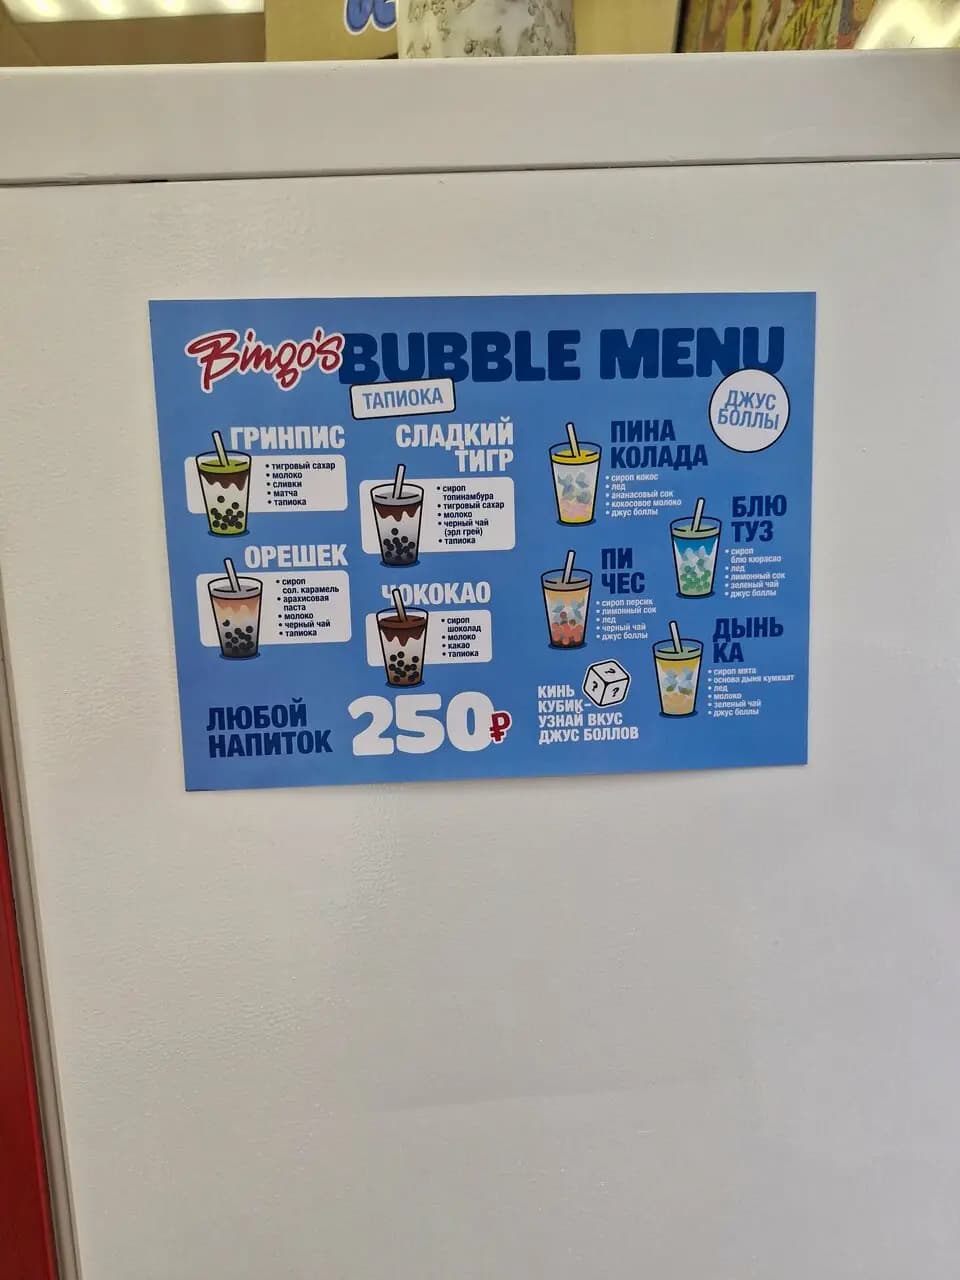 Bingo's BUBBLE MENU
ТАПИОКА
ГРИНПИС
• тигровый сахар
• молоко
• сливки
• матча
• тапиока
СЛАДКИЙ
ТИГР
• сироп
топинамбура
• тигровый сахар
• молоко
• черный чай
(эрл грей)
• тапиока
ОРЕШЕК
• сироп
сол. карамель
• арахисовая
паста
• молоко
• черный чай
• тапиока
ЧОКОКАО
• сироп
шоколад
• молоко
• какао
• тапиока
ДЖУС
БОЛЛЫ
ПИНА
КОЛАДА
• сироп кокос
• лед
• ананасовый сок
• кокосовое молоко
• джус боллы
БЛЮ
ТУЗ
• сироп
блю кюрасао
• лед
• лимонный сок
• зеленый чай
• джус боллы
ПИ
ЧЕС
• сироп персик
• лимонный сок
• лед
• черный чай
• джус боллы
ДЫНЬ
КА
• сироп мята
• основа дыня кумкват
• лед
• молоко
• зеленый чай
• джус боллы
ЛЮБОЙ
НАПИТОК
250₽
КИНЬ
КУБИК-
УЗНАЙ ВКУС
ДЖУС БОЛЛОВ
? ? ?